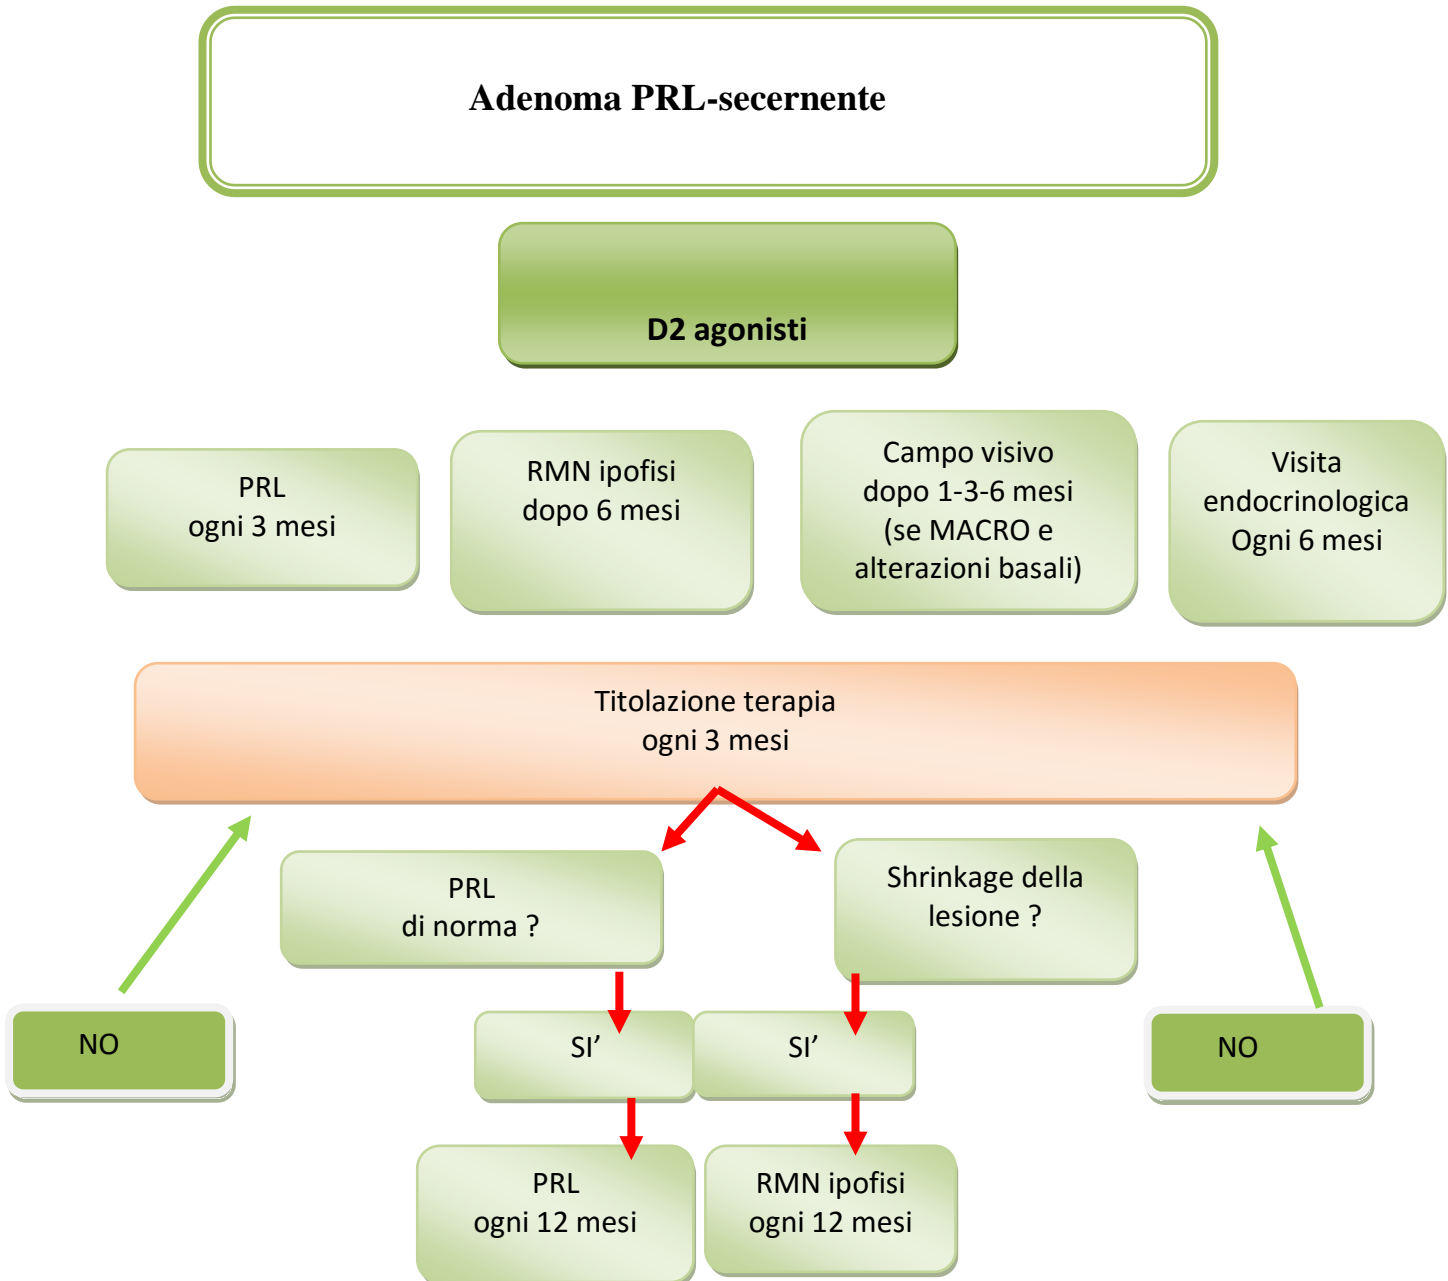 Adenoma PRL-secernente
D2 agonisti
PRL
ogni 3 mesi
RMN ipofisi
dopo 6 mesi
Campo visivo
dopo 1-3-6 mesi
(se MACRO e
alterazioni basali)
Visita
endocrinologica
Ogni 6 mesi
Titolazione terapia
ogni 3 mesi
PRL
di norma ?
Shrinkage della
lesione ?
NO
SI’
SI’
NO
PRL
ogni 12 mesi
RMN ipofisi
ogni 12 mesi